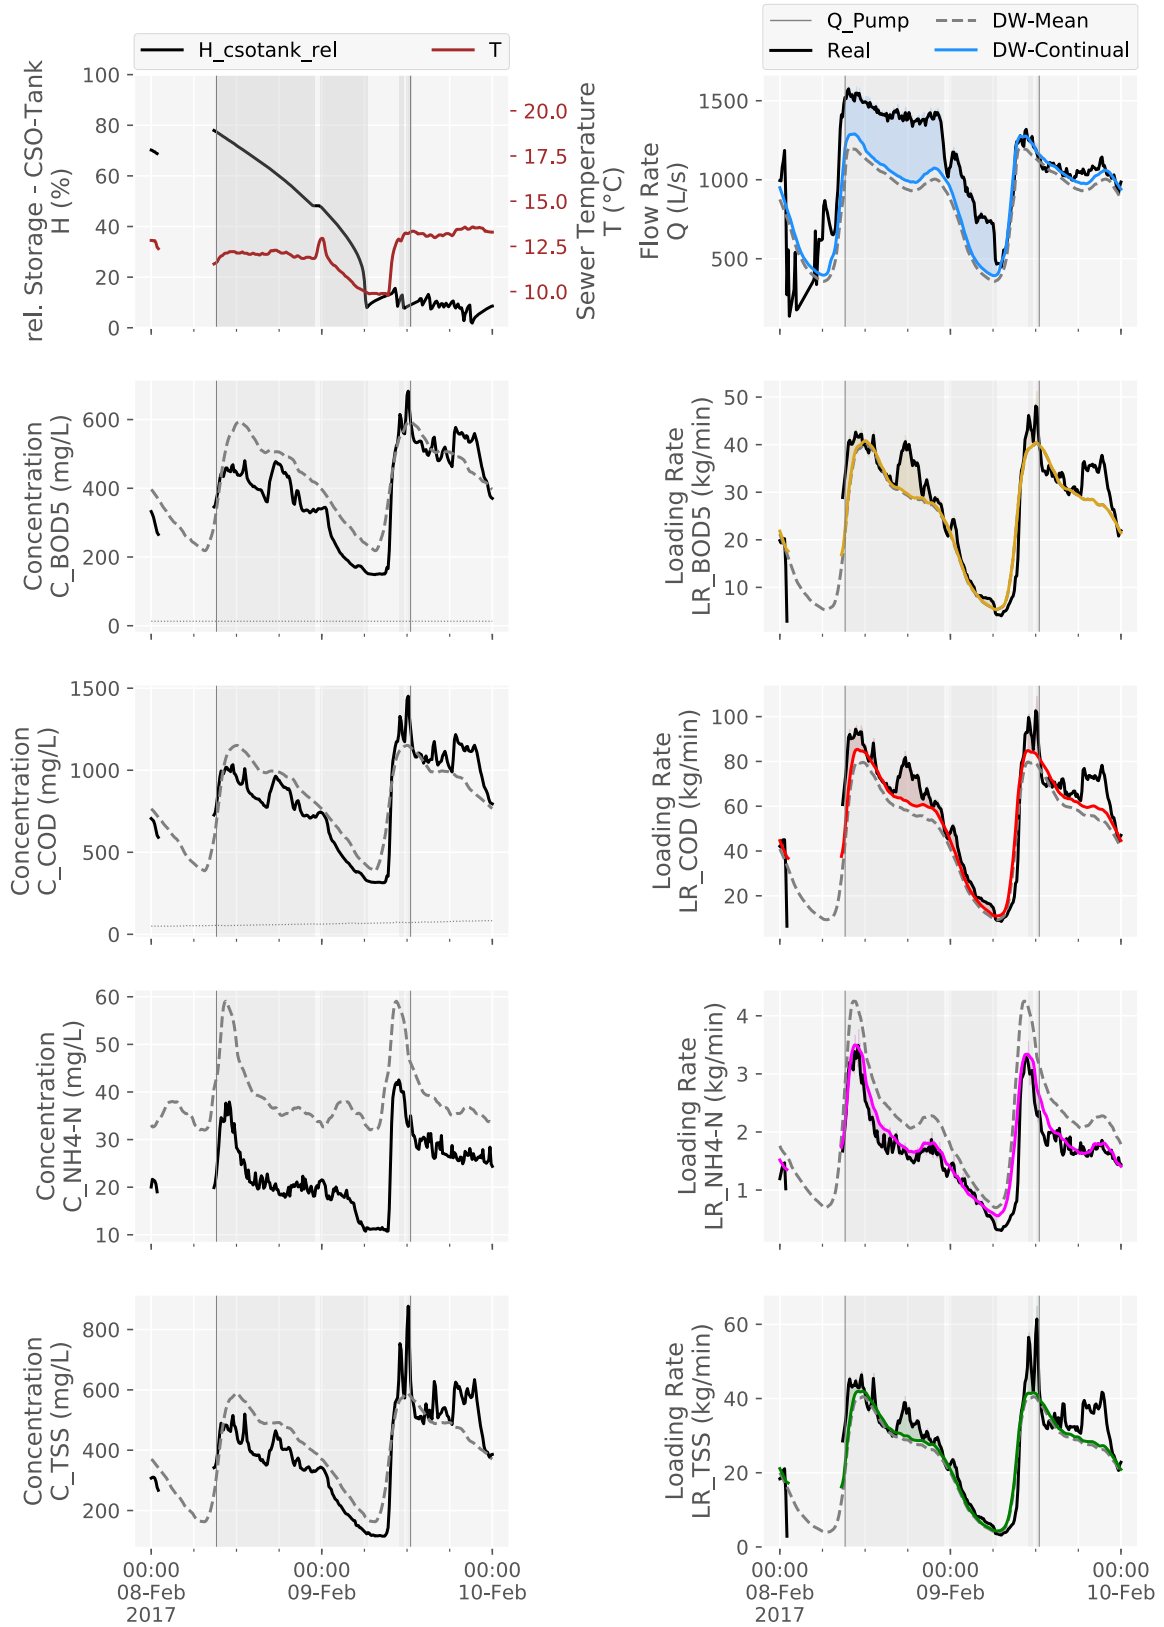 H_csotank_rel T
Q_Pump DW-Mean
Real DW-Continual
rel. Storage - CSO-Tank
H (%)
100
80
60
40
20
0
20.0
17.5
15.0
12.5
10.0
Sewer Temperature
T (°C)
Flow Rate
Q (L/s)
1500
1000
500
Concentration
C_BOD5 (mg/L)
600
400
200
0
Loading Rate
LR_BOD5 (kg/min)
50
40
30
20
10
Concentration
C_COD (mg/L)
1500
1000
500
0
Loading Rate
LR_COD (kg/min)
100
80
60
40
20
Concentration
C_NH4-N (mg/L)
60
50
40
30
20
10
Loading Rate
LR_NH4-N (kg/min)
4
3
2
1
Concentration
C_TSS (mg/L)
800
600
400
200
Loading Rate
LR_TSS (kg/min)
60
40
20
0
00:00 00:00 00:00
08-Feb 09-Feb 10-Feb
2017
00:00 00:00 00:00
08-Feb 09-Feb 10-Feb
2017